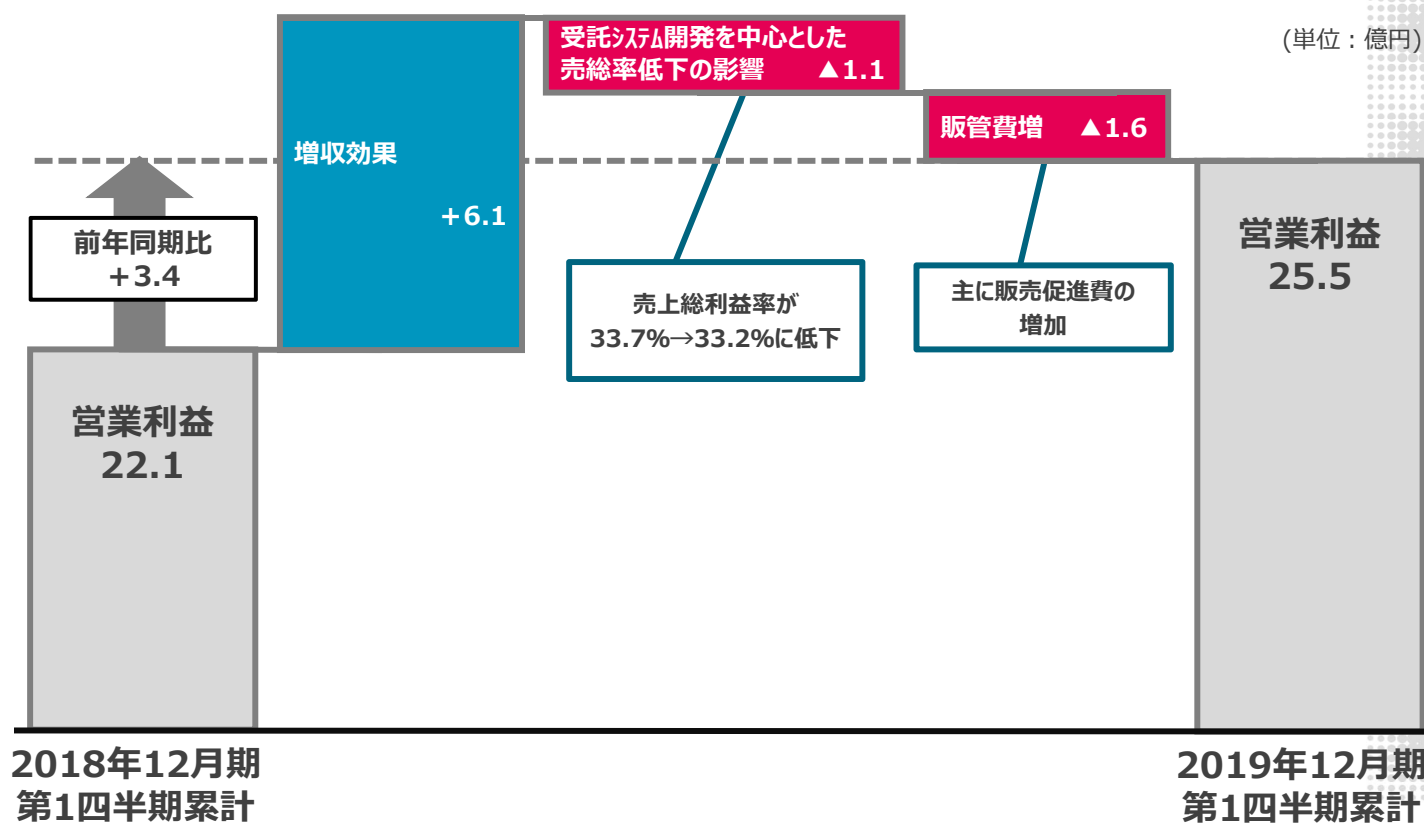 (単位：億円)
受託ｼｽﾃﾑ開発を中心とした
売総率低下の影響 ▲1.1
販管費増 ▲1.6
増収効果
＋6.1
前年同期比
＋3.4
売上総利益率が
33.7%→33.2%に低下
主に販売促進費の
増加
営業利益
25.5
営業利益
22.1
2018年12月期
第1四半期累計
2019年12月期
第1四半期累計